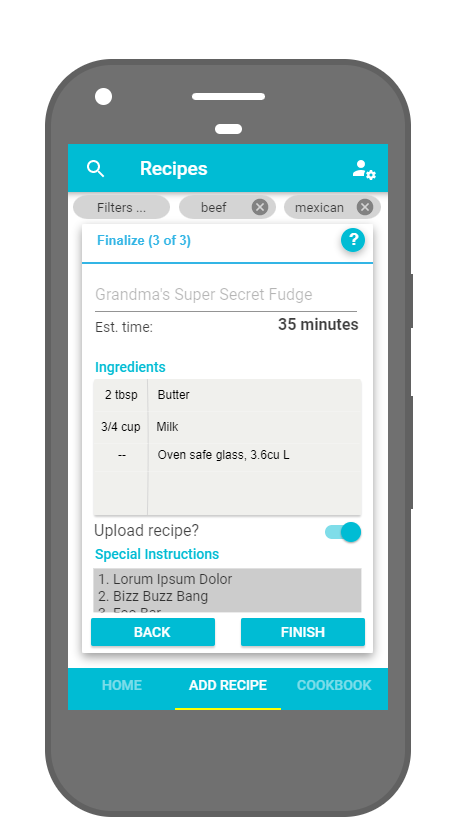 Recipes
Filters ... beef mexican
Finalize (3 of 3) ?
Grandma's Super Secret Fudge
Est. time: 35 minutes
Ingredients
2 tbsp Butter
3/4 cup Milk
-- Oven safe glass, 3.6cu L
Upload recipe?
Special Instructions
1. Lorum Ipsum Dolor
2. Bizz Buzz Bang
3. Foo Bar
BACK FINISH
HOME ADD RECIPE COOKBOOK